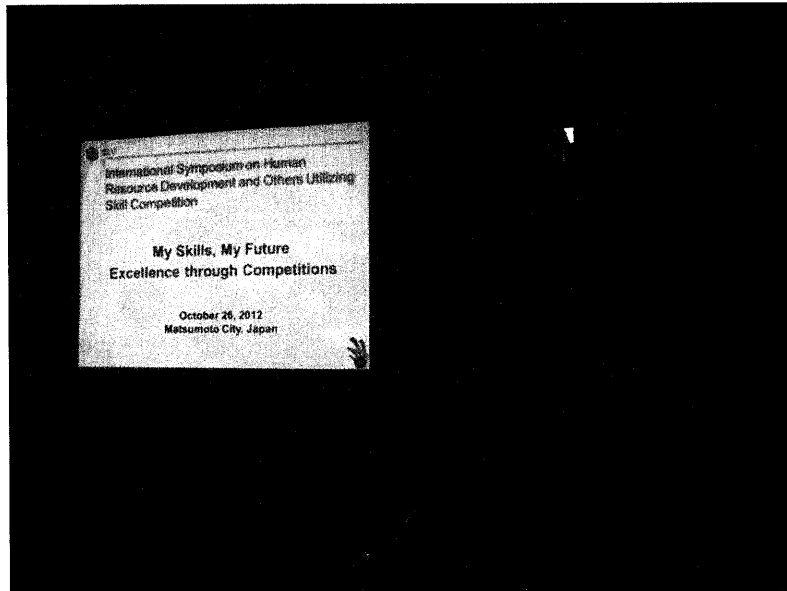 International Symposium on Human
Resource Development and Others Utilizing
Skill Competition
My Skills, My Future
Excellence through Competitions
October 26, 2012
Matsumoto City, Japan